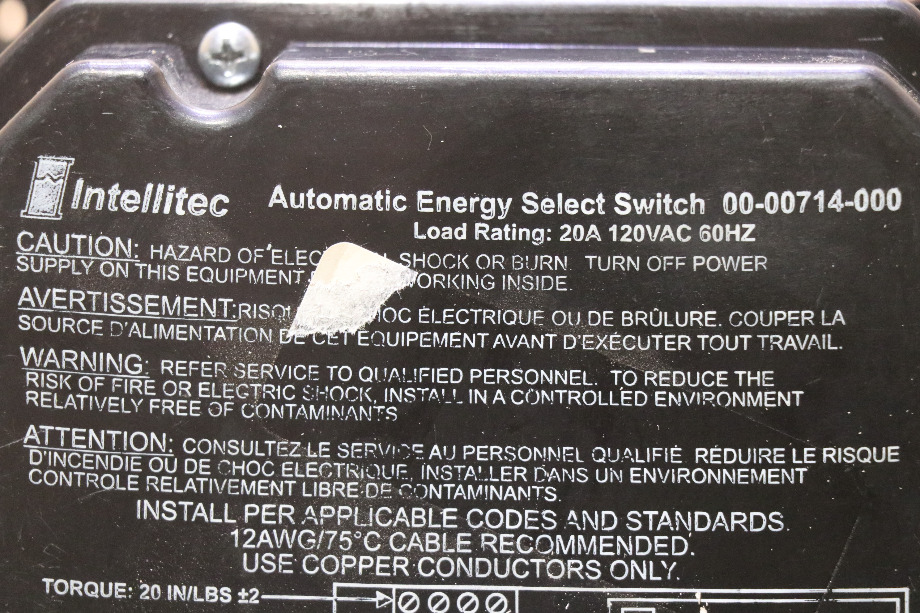 Intellitec Automatic Energy Select Switch 00-00714-000
Load Rating: 20A 120VAC 60HZ
CAUTION: HAZARD OF ELEC SHOCK OR BURN. TURN OFF POWER
SUPPLY ON THIS EQUIPMENT WORKING INSIDE.
AVERTISSEMENT: RISQU CHOC ÉLECTRIQUE OU DE BRÛLURE. COUPER LA
SOURCE D'ALIMENTATION DE CET ÉQUIPEMENT AVANT D'EXÉCUTER TOUT TRAVAIL.
WARNING: REFER SERVICE TO QUALIFIED PERSONNEL. TO REDUCE THE
RISK OF FIRE OR ELECTRIC SHOCK, INSTALL IN A CONTROLLED ENVIRONMENT
RELATIVELY FREE OF CONTAMINANTS
ATTENTION: CONSULTEZ LE SERVICE AU PERSONNEL QUALIFIÉ. RÉDUIRE LE RISQUE
D'INCENDIE OU DE CHOC ELECTRIQUE, INSTALLER DANS UN ENVIRONNEMENT
CONTROLE RELATIVEMENT LIBRE DE CONTAMINANTS.
INSTALL PER APPLICABLE CODES AND STANDARDS.
12AWG/75°C CABLE RECOMMENDED.
USE COPPER CONDUCTORS ONLY.
TORQUE: 20 IN/LBS ±2